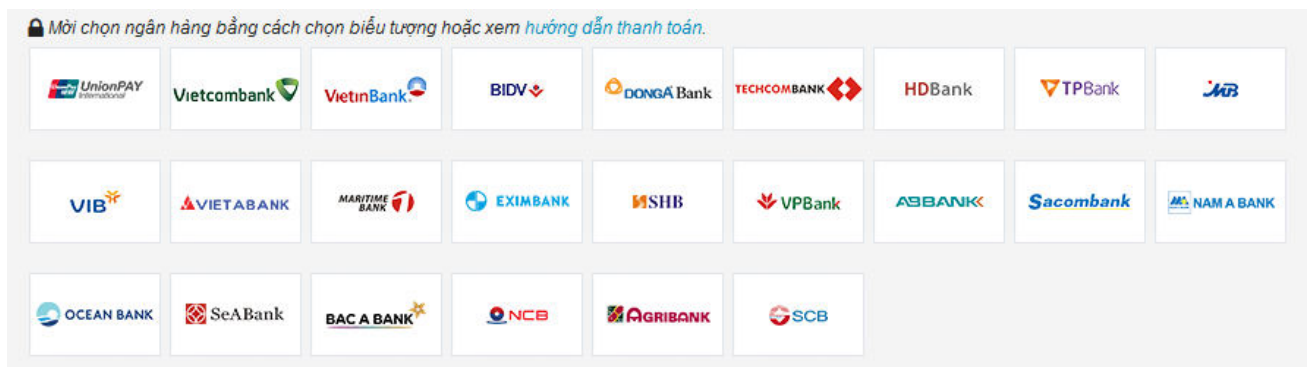 Mời chọn ngân hàng bằng cách chọn biểu tượng hoặc xem hướng dẫn thanh toán.
UnionPAY International Vietcombank VietinBank BIDV DONGA Bank TECHCOMBANK HDBank TPBank MB
VIB VIETABANK MARITIME BANK EXIMBANK SHB VPBank ABBANK Sacombank NAM A BANK
OCEAN BANK SeABank BAC A BANK NCB AGRIBANK SCB